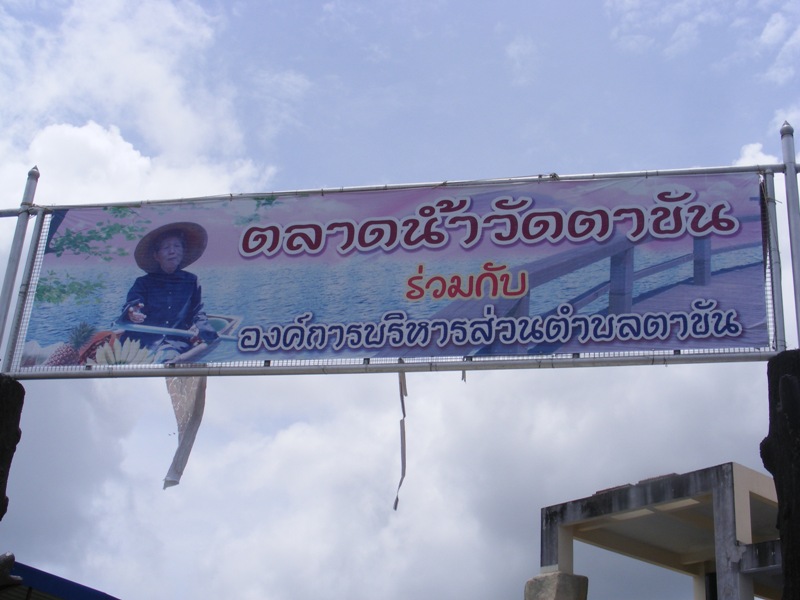 ตลาดน้ำวัดตาขัน
ร่วมกับ
องค์การบริหารส่วนตำบลตาขัน